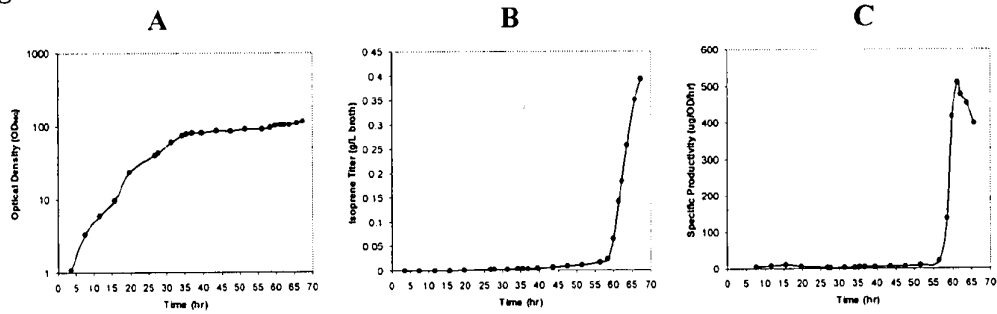 A
B
C
Optical Density (OD₅₅₀)
1000
100
10
1
0 5 10 15 20 25 30 35 40 45 50 55 60 65 70
Time (hr)
Isoprene Titer (g/L broth)
0 45
0 4
0 35
0 3
0 25
0 2
0 15
0 1
0 05
0
0 5 10 15 20 25 30 35 40 45 50 55 60 65 70
Time (hr)
Specific Productivity (ug/OD/hr)
600
500
400
300
200
100
0
0 5 10 15 20 25 30 35 40 45 50 55 60 65 70
Time (hr)